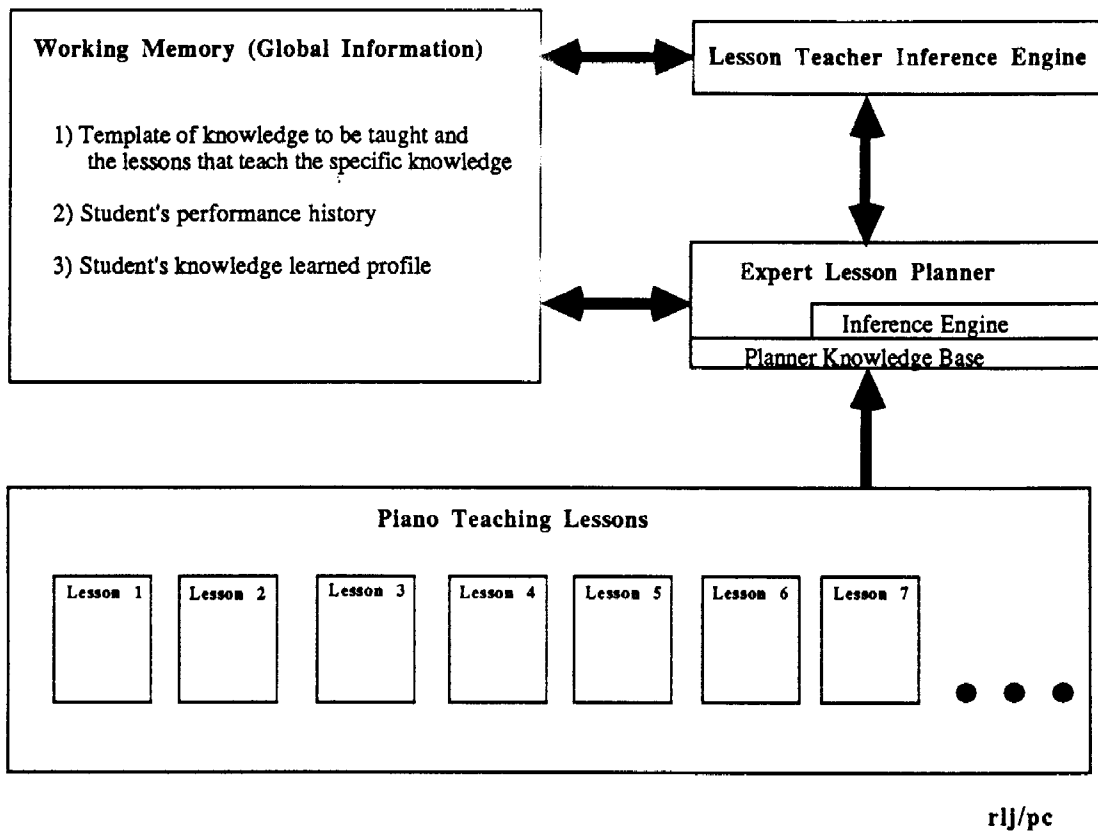 Working Memory (Global Information)
1) Template of knowledge to be taught and
the lessons that teach the specific knowledge
2) Student's performance history
3) Student's knowledge learned profile
Lesson Teacher Inference Engine
Expert Lesson Planner
Inference Engine
Planner Knowledge Base
Piano Teaching Lessons
Lesson 1
Lesson 2
Lesson 3
Lesson 4
Lesson 5
Lesson 6
Lesson 7
rlj/pc